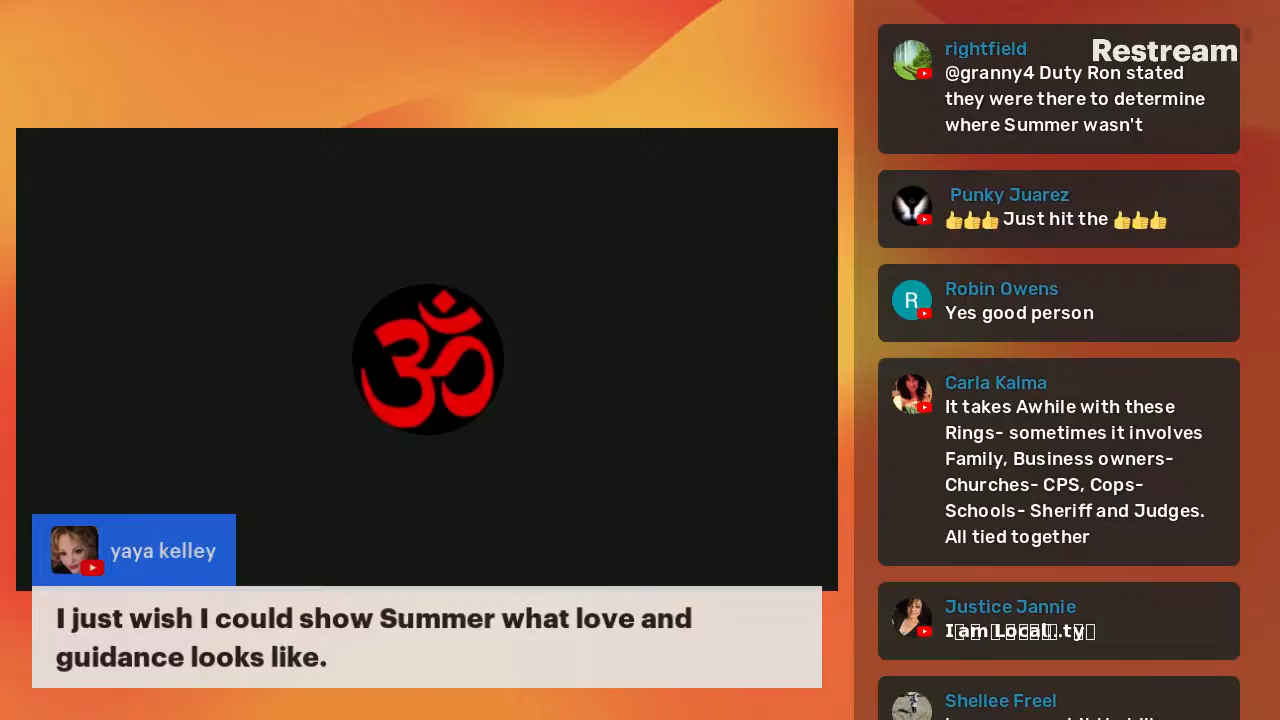 yaya kelley
I just wish I could show Summer what love and
guidance looks like.
Restream
rightfield
@granny4 Duty Ron stated
they were there to determine
where Summer wasn't
Punky Juarez
👍👍👍 Just hit the 👍👍👍
R
Robin Owens
Yes good person
Carla Kalma
It takes Awhile with these
Rings- sometimes it involves
Family, Business owners-
Churches- CPS, Cops-
Schools- Sheriff and Judges.
All tied together
Justice Jannie
I am Local..ty
Shellee Freel
ॐ